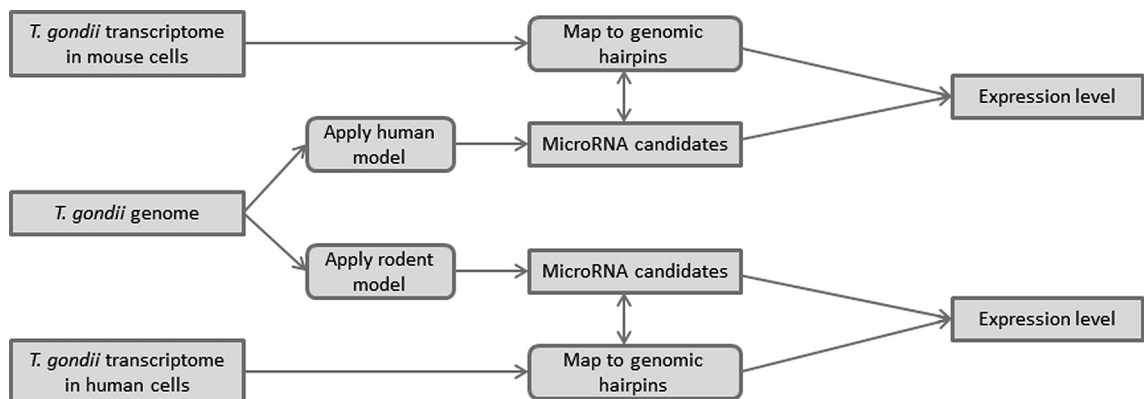 T. gondii transcriptome
in mouse cells
Map to genomic
hairpins
Expression level
Apply human
model
MicroRNA candidates
T. gondii genome
Apply rodent
model
MicroRNA candidates
Expression level
T. gondii transcriptome
in human cells
Map to genomic
hairpins